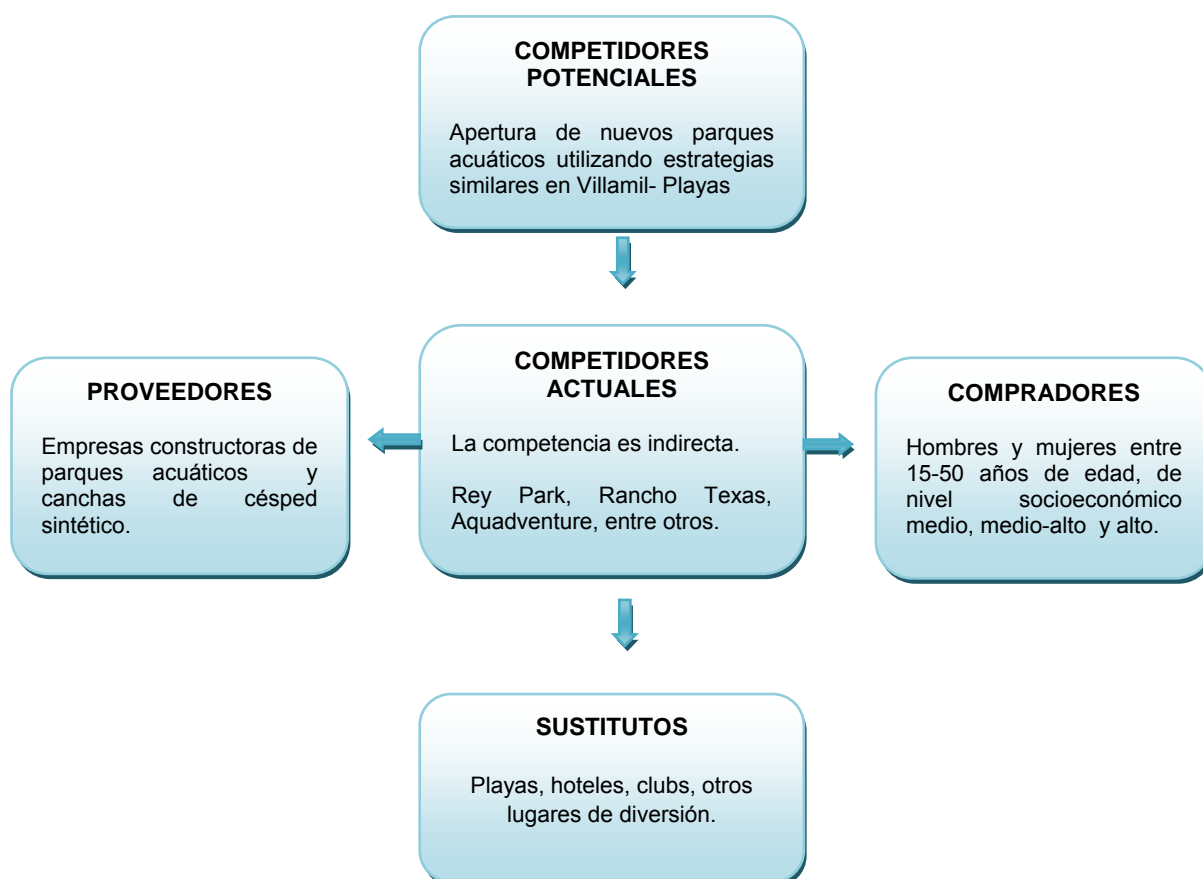 COMPETIDORES
POTENCIALES
Apertura de nuevos parques
acuáticos utilizando estrategias
similares en Villamil- Playas
PROVEEDORES
Empresas constructoras de
parques acuáticos y
canchas de césped
sintético.
COMPETIDORES
ACTUALES
La competencia es indirecta.
Rey Park, Rancho Texas,
Aquadventure, entre otros.
COMPRADORES
Hombres y mujeres entre
15-50 años de edad, de
nivel socioeconómico
medio, medio-alto y alto.
SUSTITUTOS
Playas, hoteles, clubs, otros
lugares de diversión.